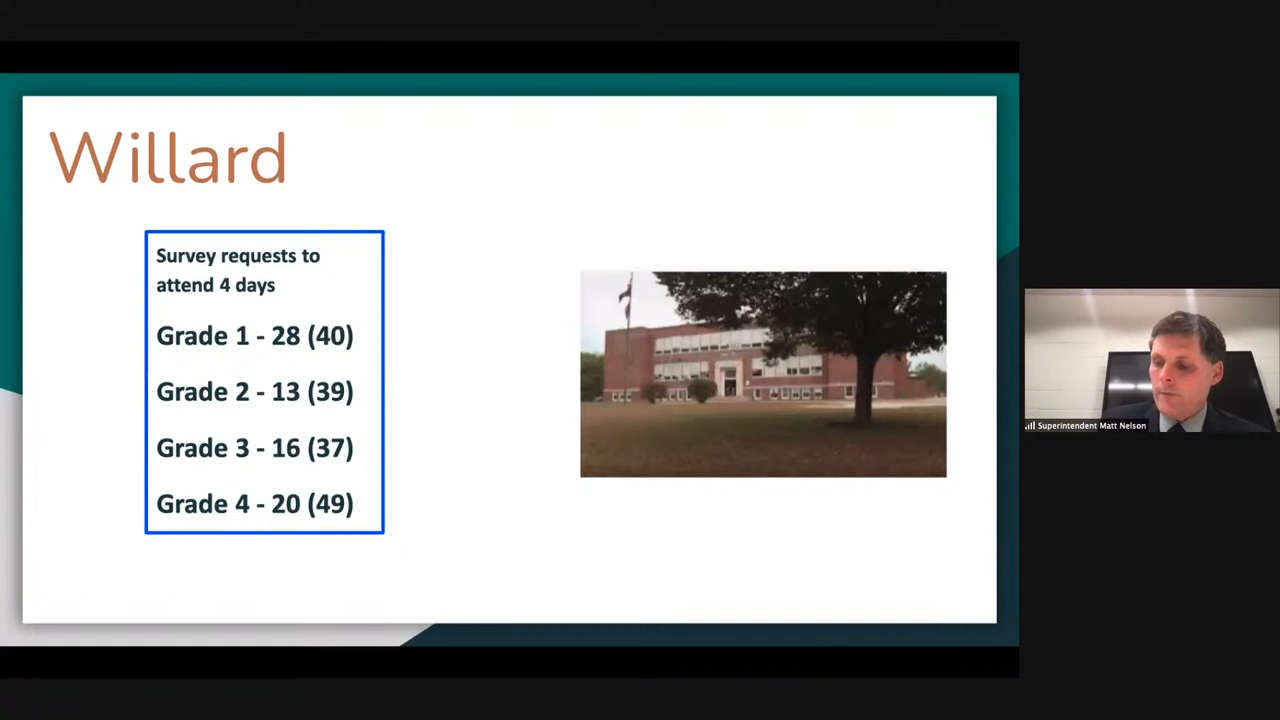 Willard
Survey requests to
attend 4 days
Grade 1 - 28 (40)
Grade 2 - 13 (39)
Grade 3 - 16 (37)
Grade 4 - 20 (49)
Superintendent Matt Nelson